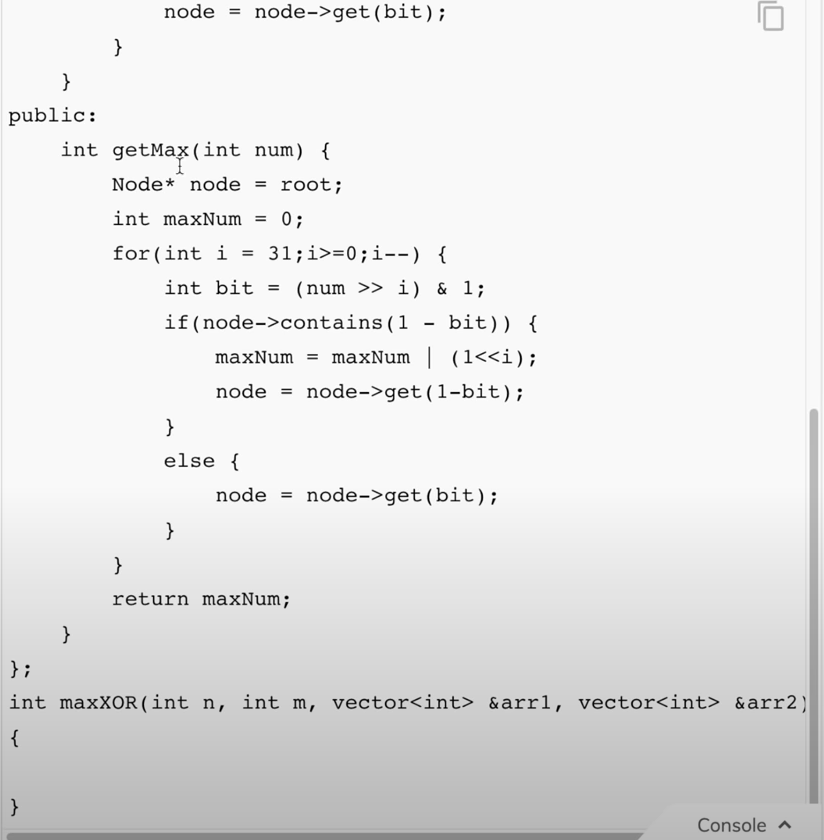 node = node->get(bit);
        }
    }
public:
    int getMax(int num) {
        Node* node = root;
        int maxNum = 0;
        for(int i = 31;i>=0;i--) {
            int bit = (num >> i) & 1;
            if(node->contains(1 - bit)) {
                maxNum = maxNum | (1<<i);
                node = node->get(1-bit);
            }
            else {
                node = node->get(bit);
            }
        }
        return maxNum;
    }
};
int maxXOR(int n, int m, vector<int> &arr1, vector<int> &arr2)
{
}
Console